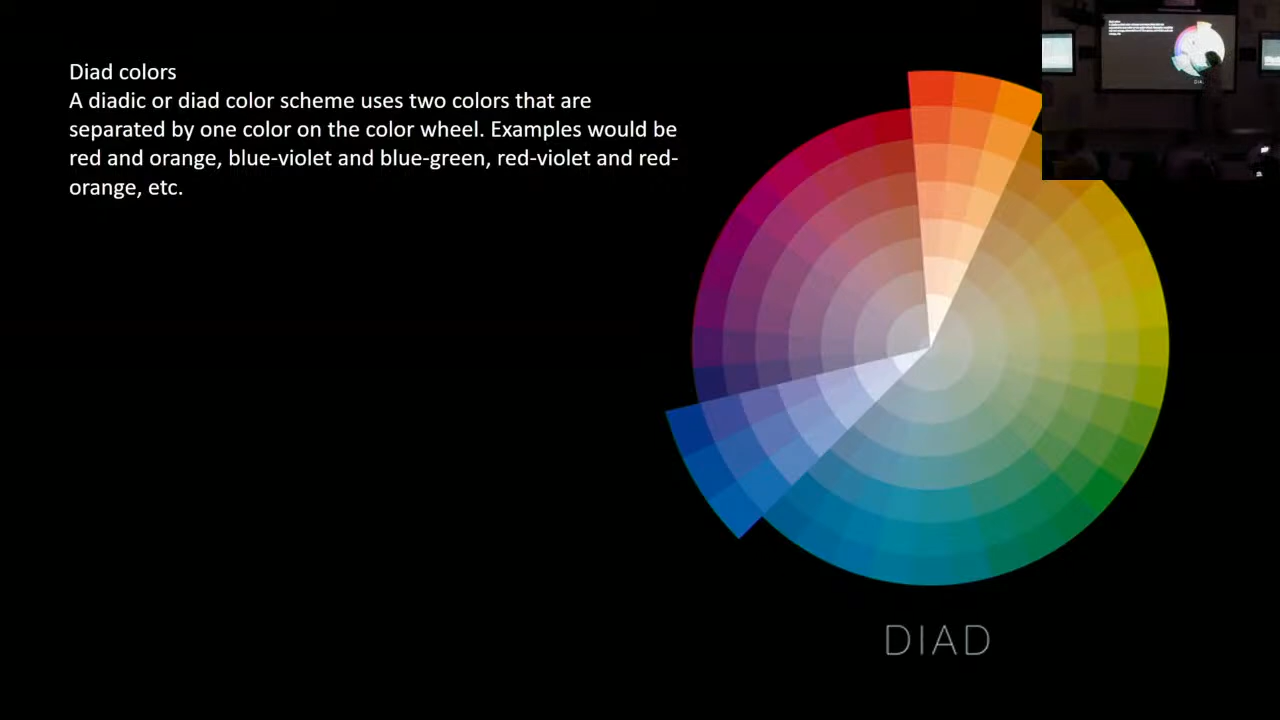 Diad colors
A diadic or diad color scheme uses two colors that are
separated by one color on the color wheel. Examples would be
red and orange, blue-violet and blue-green, red-violet and red-
orange, etc.
DIAD